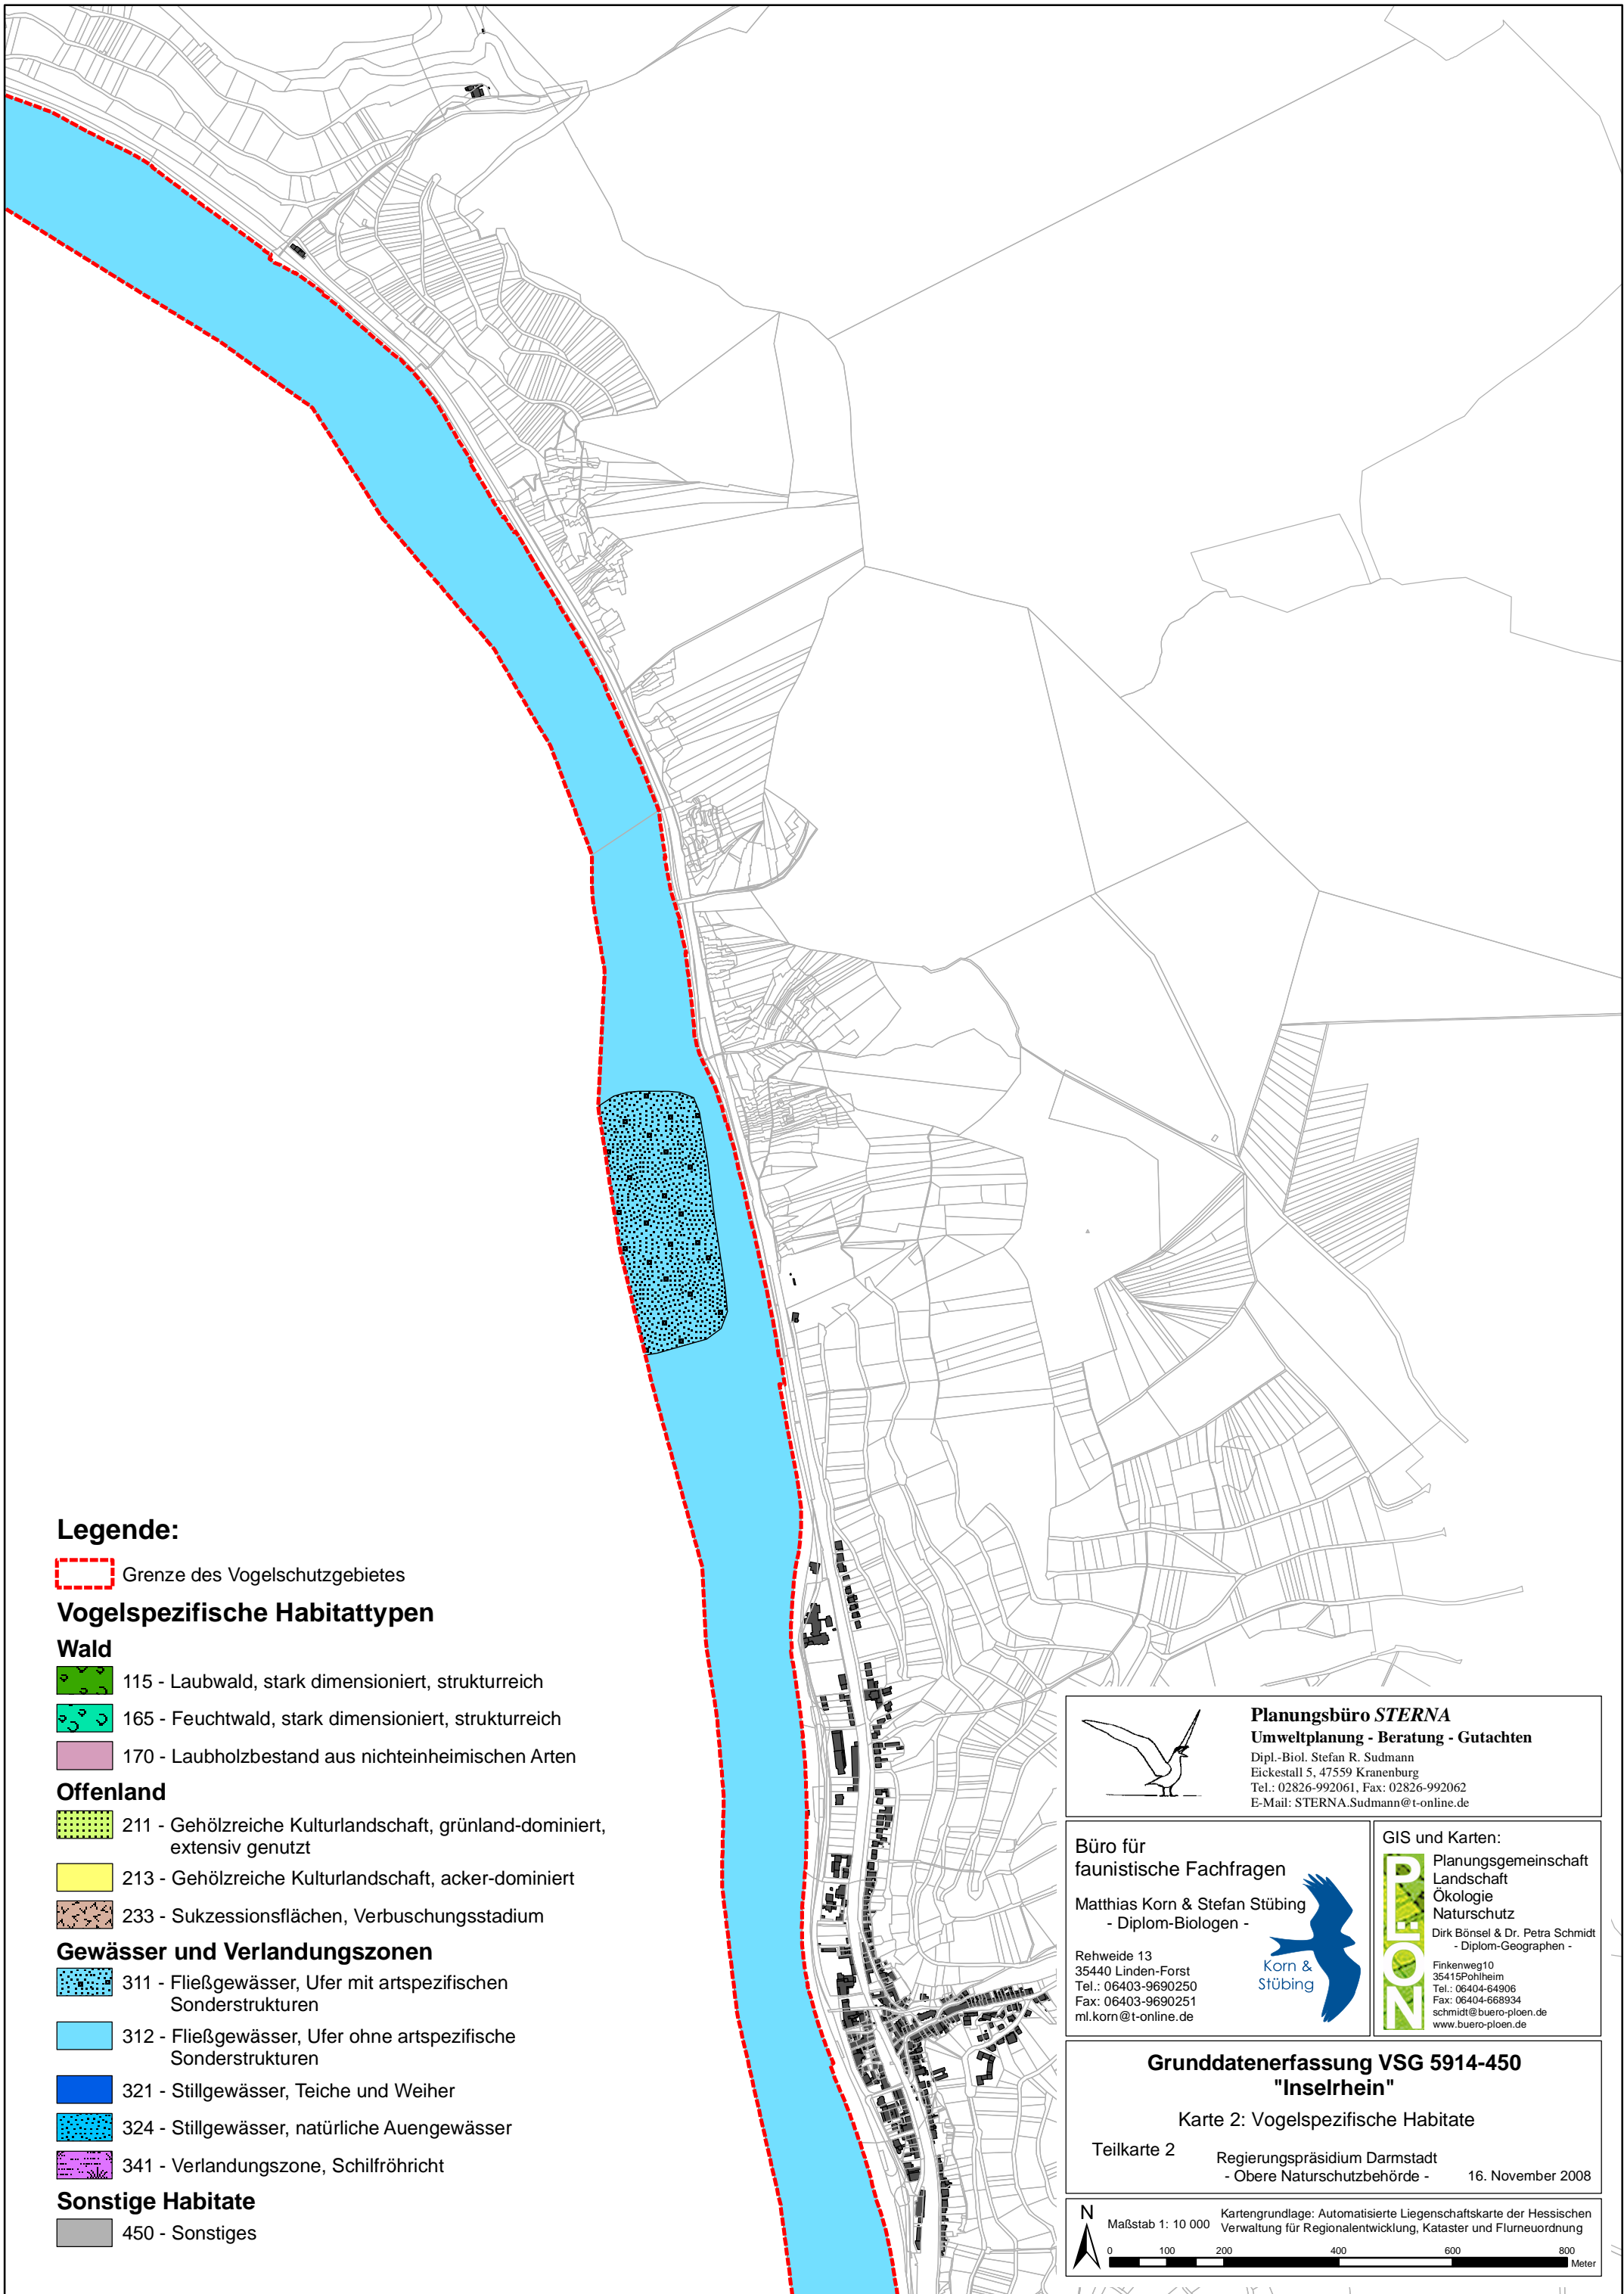 Legende:
Grenze des Vogelschutzgebietes
Vogelspezifische Habitattypen
Wald
115 - Laubwald, stark dimensioniert, strukturreich
165 - Feuchtwald, stark dimensioniert, strukturreich
170 - Laubholzbestand aus nichteinheimischen Arten
Offenland
211 - Gehölzreiche Kulturlandschaft, grünland-dominiert,
extensiv genutzt
213 - Gehölzreiche Kulturlandschaft, acker-dominiert
233 - Sukzessionsflächen, Verbuschungsstadium
Gewässer und Verlandungszonen
311 - Fließgewässer, Ufer mit artspezifischen
Sonderstrukturen
312 - Fließgewässer, Ufer ohne artspezifische
Sonderstrukturen
321 - Stillgewässer, Teiche und Weiher
324 - Stillgewässer, natürliche Auengewässer
341 - Verlandungszone, Schilfröhricht
Sonstige Habitate
450 - Sonstiges
Planungsbüro STERNA
Umweltplanung - Beratung - Gutachten
Dipl.-Biol. Stefan R. Sudmann
Eickestall 5, 47559 Kranenburg
Tel.: 02826-992061, Fax: 02826-992062
E-Mail: STERNA.Sudmann@t-online.de
Büro für
faunistische Fachfragen
Matthias Korn & Stefan Stübing
- Diplom-Biologen -
Rehweide 13
35440 Linden-Forst
Tel.: 06403-9690250
Fax: 06403-9690251
ml.korn@t-online.de
Korn &
Stübing
GIS und Karten:
PLÖN
Planungsgemeinschaft
Landschaft
Ökologie
Naturschutz
Dirk Bönsel & Dr. Petra Schmidt
- Diplom-Geographen -
Finkenweg10
35415Pohlheim
Tel.: 06404-64906
Fax: 06404-668934
schmidt@buero-ploen.de
www.buero-ploen.de
Grunddatenerfassung VSG 5914-450
"Inselrhein"
Karte 2: Vogelspezifische Habitate
Teilkarte 2
Regierungspräsidium Darmstadt
- Obere Naturschutzbehörde -
16. November 2008
N
Maßstab 1: 10 000
Kartengrundlage: Automatisierte Liegenschaftskarte der Hessischen
Verwaltung für Regionalentwicklung, Kataster und Flurneuordnung
0 100 200 400 600 800
Meter